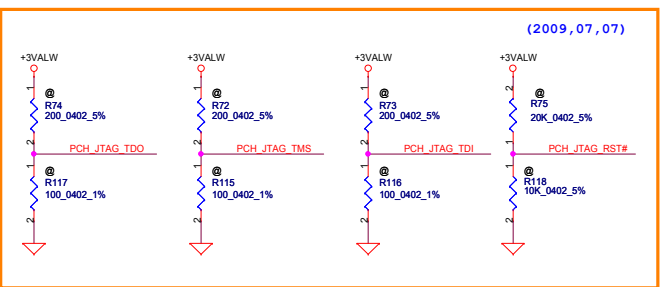 (2009,07,07)
+3VALW +3VALW +3VALW +3VALW
1 @ 1 @ 1 @ 2 @
R74 R72 R73 R75
200_0402_5% 200_0402_5% 200_0402_5% 20K_0402_5%
2 2 2 1
PCH_JTAG_TDO PCH_JTAG_TMS PCH_JTAG_TDI PCH_JTAG_RST#
1 @ 1 @ 1 @ 1
R117 R115 R116 R118
100_0402_1% 100_0402_1% 100_0402_1% 10K_0402_5%
2 2 2 2